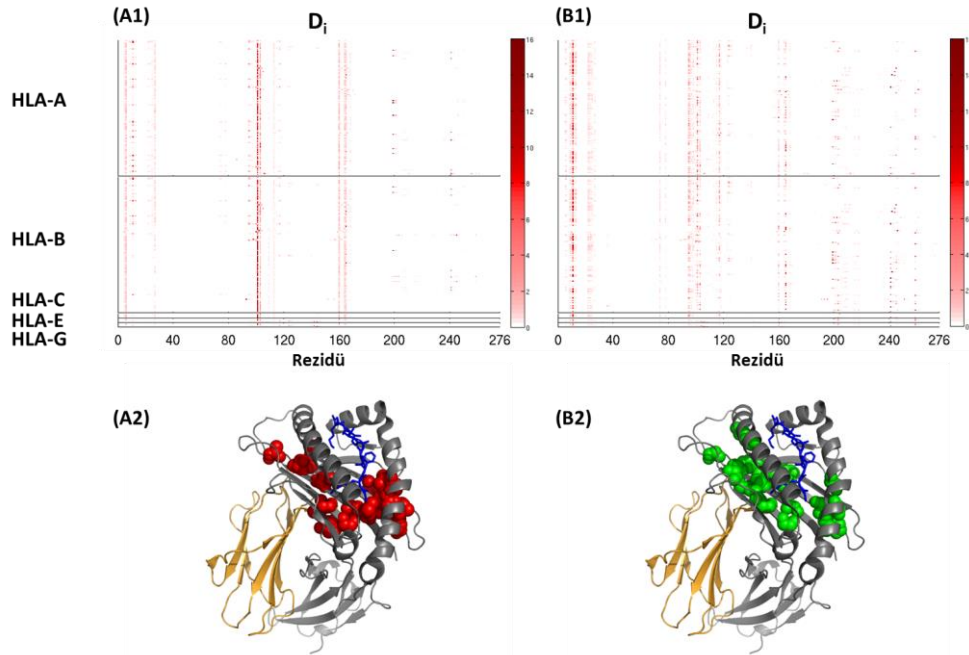 (A1) Di (B1) Di
HLA-A
HLA-B
HLA-C
HLA-E
HLA-G
16
14
12
10
8
6
4
2
0
0 40 80 120 160 200 240 276
0 40 80 120 160 200 240 276
Rezidü Rezidü
(A2) (B2)